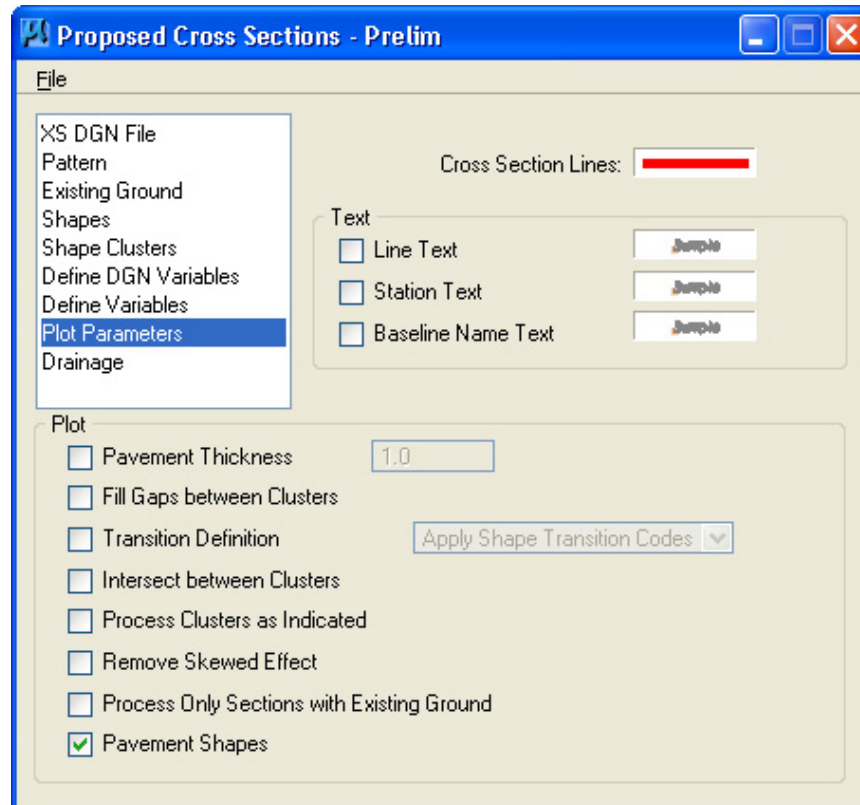 Proposed Cross Sections - Prelim
File
XS DGN File
Pattern
Existing Ground
Shapes
Shape Clusters
Define DGN Variables
Define Variables
Plot Parameters
Drainage
Cross Section Lines:
Text
Line Text
Station Text
Baseline Name Text
Plot
Pavement Thickness 1.0
Fill Gaps between Clusters
Transition Definition Apply Shape Transition Codes
Intersect between Clusters
Process Clusters as Indicated
Remove Skewed Effect
Process Only Sections with Existing Ground
Pavement Shapes